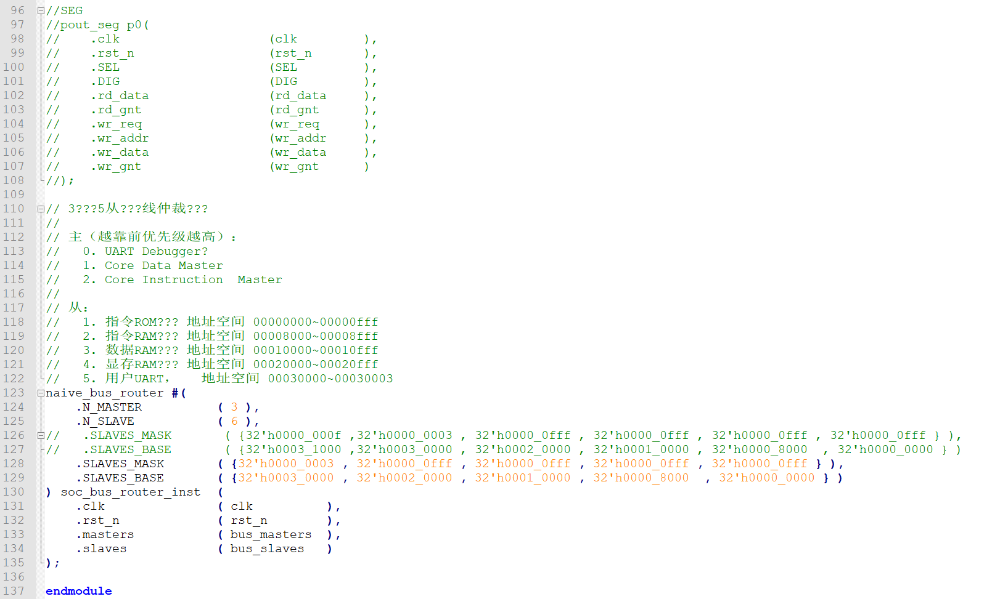 96 //SEG
97 //pout_seg p0(
98 //    .clk                    (clk         ),
99 //    .rst_n                  (rst_n       ),
100 //    .SEL                    (SEL         ),
101 //    .DIG                    (DIG         ),
102 //    .rd_data                (rd_data     ),
103 //    .rd_gnt                 (rd_gnt      ),
104 //    .wr_req                 (wr_req      ),
105 //    .wr_addr                (wr_addr     ),
106 //    .wr_data                (wr_data     ),
107 //    .wr_gnt                 (wr_gnt      )
108 //);
109
110 // 3???5从???线仲裁???
111 //
112 // 主（越靠前优先级越高）：
113 //   0. UART Debugger?
114 //   1. Core Data Master
115 //   2. Core Instruction  Master
116 //
117 // 从：
118 //   1. 指令ROM??? 地址空间 00000000~00000fff
119 //   2. 指令RAM??? 地址空间 00008000~00008fff
120 //   3. 数据RAM??? 地址空间 00010000~00010fff
121 //   4. 显存RAM??? 地址空间 00020000~00020fff
122 //   5. 用户UART，   地址空间 00030000~00030003
123 naive_bus_router #(
124     .N_MASTER          ( 3 ),
125     .N_SLAVE           ( 6 ),
126 //   .SLAVES_MASK       ( {32'h0000_000f ,32'h0000_0003 , 32'h0000_0fff , 32'h0000_0fff , 32'h0000_0fff , 32'h0000_0fff } ),
127 //   .SLAVES_BASE       ( {32'h0003_1000 ,32'h0003_0000 , 32'h0002_0000 , 32'h0001_0000 , 32'h0000_8000  , 32'h0000_0000 } )
128     .SLAVES_MASK       ( {32'h0000_0003 , 32'h0000_0fff , 32'h0000_0fff , 32'h0000_0fff , 32'h0000_0fff } ),
129     .SLAVES_BASE       ( {32'h0003_0000 , 32'h0002_0000 , 32'h0001_0000 , 32'h0000_8000  , 32'h0000_0000 } )
130 ) soc_bus_router_inst  (
131     .clk               ( clk          ),
132     .rst_n             ( rst_n        ),
133     .masters           ( bus_masters  ),
134     .slaves            ( bus_slaves   )
135 );
136
137 endmodule